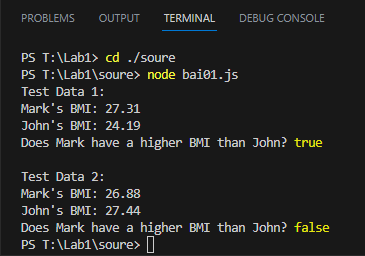 PROBLEMS OUTPUT TERMINAL DEBUG CONSOLE
PS T:\Lab1> cd ./soure
PS T:\Lab1\soure> node bai01.js
Test Data 1:
Mark's BMI: 27.31
John's BMI: 24.19
Does Mark have a higher BMI than John? true
Test Data 2:
Mark's BMI: 26.88
John's BMI: 27.44
Does Mark have a higher BMI than John? false
PS T:\Lab1\soure>